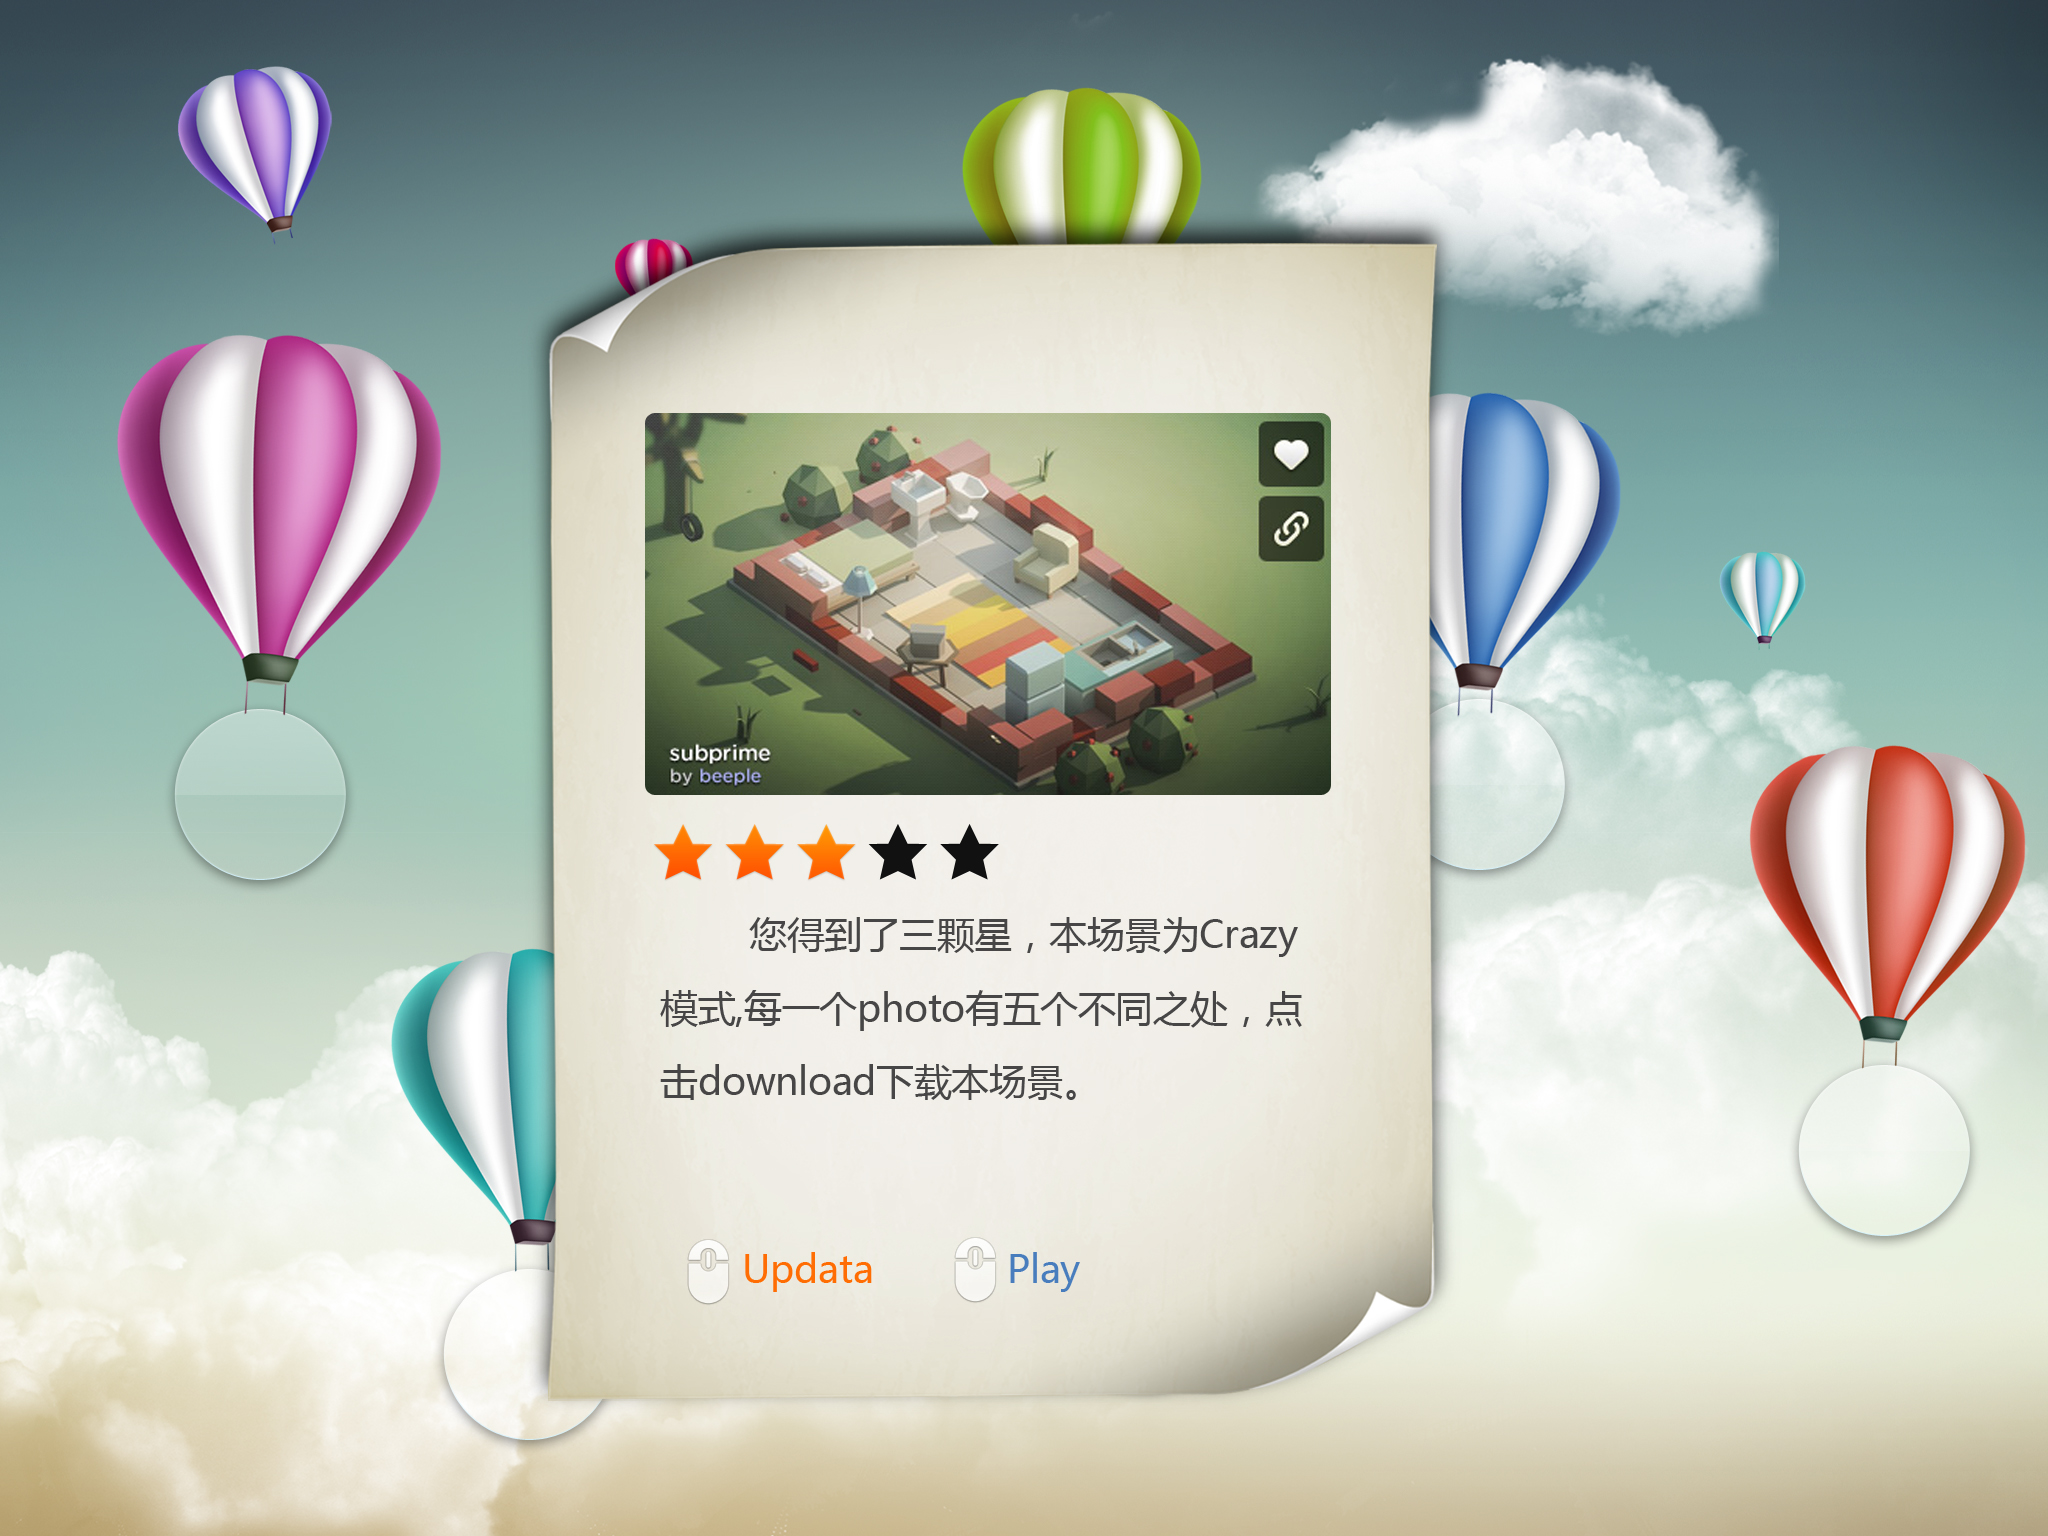 subprime
by beeple
您得到了三颗星，本场景为Crazy
模式,每一个photo有五个不同之处，点
击download下载本场景。
Updata
Play